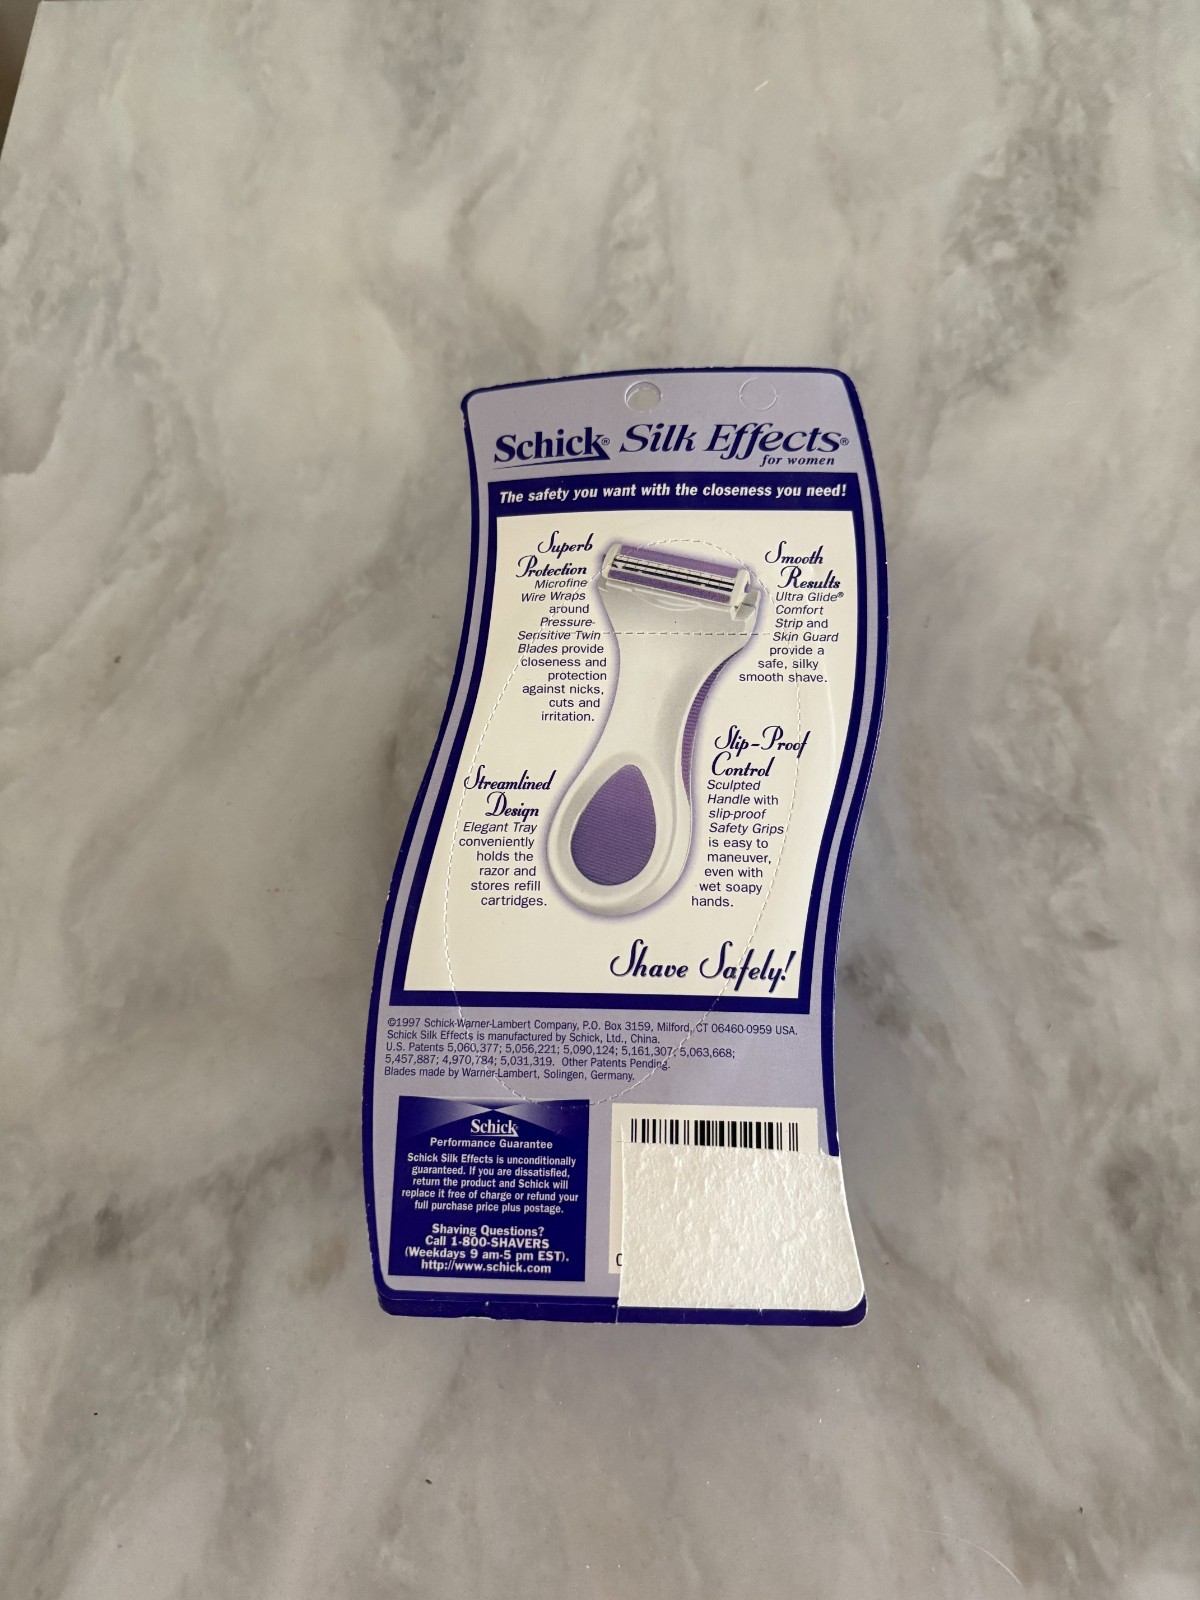 Schick® Silk Effects®
for women
The safety you want with the closeness you need!
Superb
Protection
Microfine
Wire Wraps
around
Pressure-
Sensitive Twin
Blades provide
closeness and
protection
against nicks,
cuts and
irritation.
Smooth
Results
Ultra Glide®
Comfort
Strip and
Skin Guard
provide a
safe, silky
smooth shave.
Streamlined
Design
Elegant Tray
conveniently
holds the
razor and
stores refill
cartridges.
Slip-Proof
Control
Sculpted
Handle with
slip-proof
Safety Grips
is easy to
maneuver,
even with
wet soapy
hands.
Shave Safely!
©1997 Schick-Warner-Lambert Company, P.O. Box 3159, Milford, CT 06460-0959 USA.
Schick Silk Effects is manufactured by Schick, Ltd., China.
U.S. Patents 5,060,377; 5,056,221; 5,090,124; 5,161,307; 5,063,668;
5,457,887; 4,970,784; 5,031,319. Other Patents Pending.
Blades made by Warner-Lambert, Solingen, Germany.
Schick®
Performance Guarantee
Schick Silk Effects is unconditionally
guaranteed. If you are dissatisfied,
return the product and Schick will
replace it free of charge or refund your
full purchase price plus postage.
Shaving Questions?
Call 1-800-SHAVERS
(Weekdays 9 am-5 pm EST).
http://www.schick.com